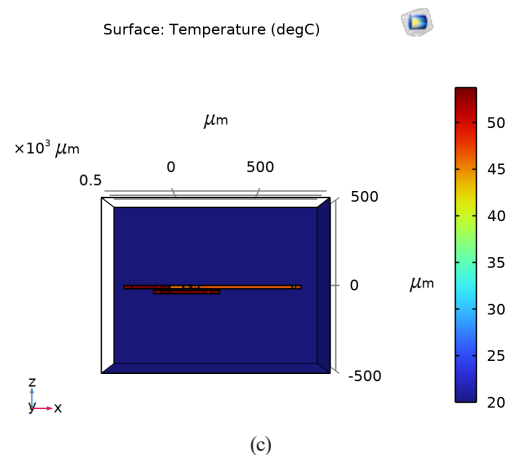 Surface: Temperature (degC)
μm
×10³ μm
0 500
0.5
500
0
μm
-500
50
45
40
35
30
25
20
z
y x
(c)